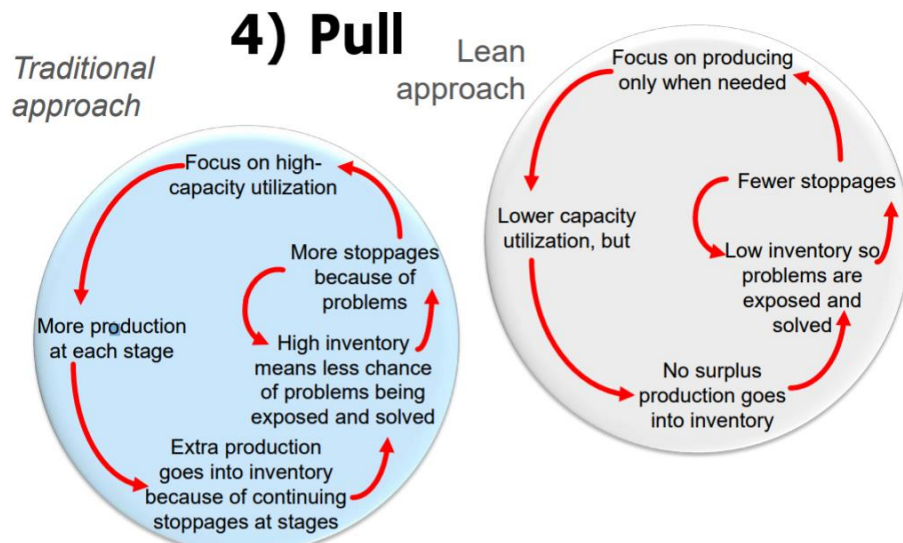 4) Pull
Traditional
approach
Focus on high-
capacity utilization
More stoppages
because of
problems
More production
at each stage
High inventory
means less chance
of problems being
exposed and solved
Extra production
goes into inventory
because of continuing
stoppages at stages
Lean
approach
Focus on producing
only when needed
Fewer stoppages
Lower capacity
utilization, but
Low inventory so
problems are
exposed and
solved
No surplus
production goes
into inventory